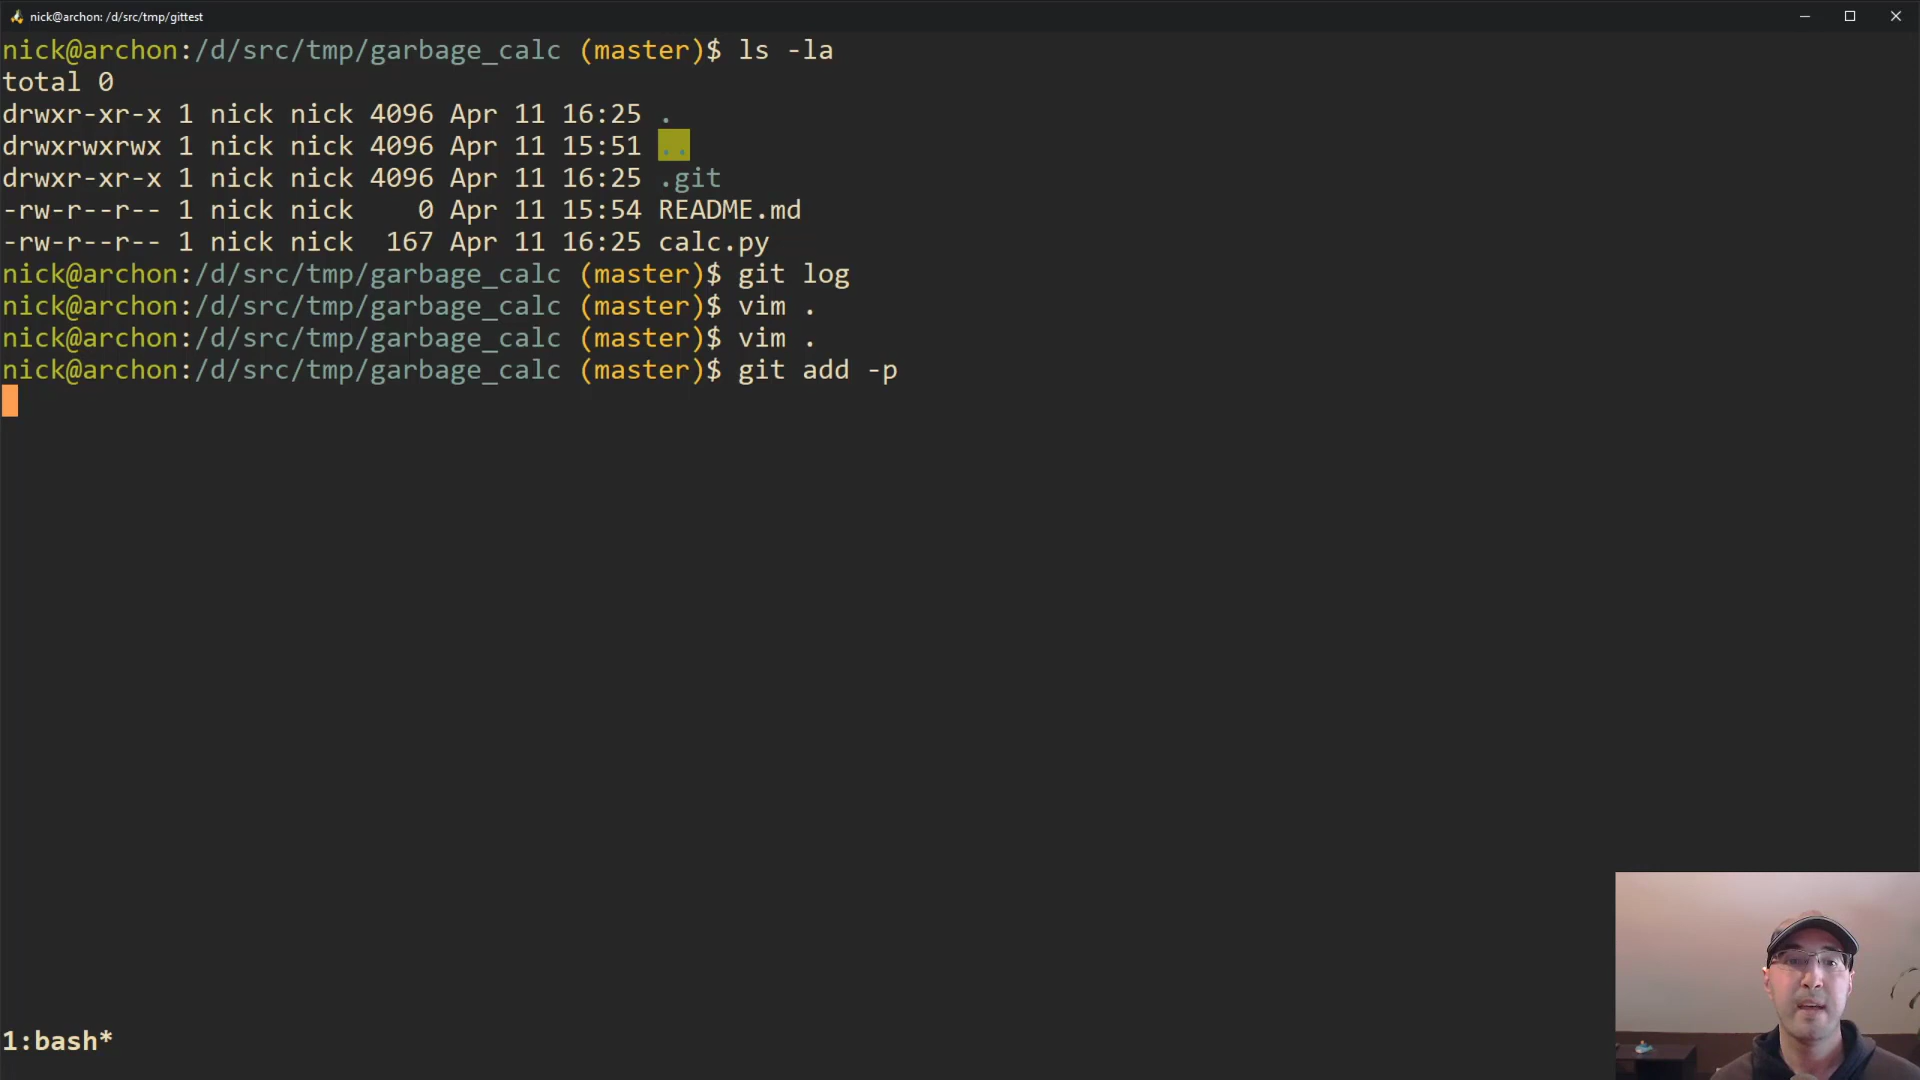 nick@archon: /d/src/tmp/gittest
nick@archon:/d/src/tmp/garbage_calc (master)$ ls -la
total 0
drwxr-xr-x 1 nick nick 4096 Apr 11 16:25 .
drwxrwxrwx 1 nick nick 4096 Apr 11 15:51 ..
drwxr-xr-x 1 nick nick 4096 Apr 11 16:25 .git
-rw-r--r-- 1 nick nick    0 Apr 11 15:54 README.md
-rw-r--r-- 1 nick nick  167 Apr 11 16:25 calc.py
nick@archon:/d/src/tmp/garbage_calc (master)$ git log
nick@archon:/d/src/tmp/garbage_calc (master)$ vim .
nick@archon:/d/src/tmp/garbage_calc (master)$ vim .
nick@archon:/d/src/tmp/garbage_calc (master)$ git add -p
1:bash*